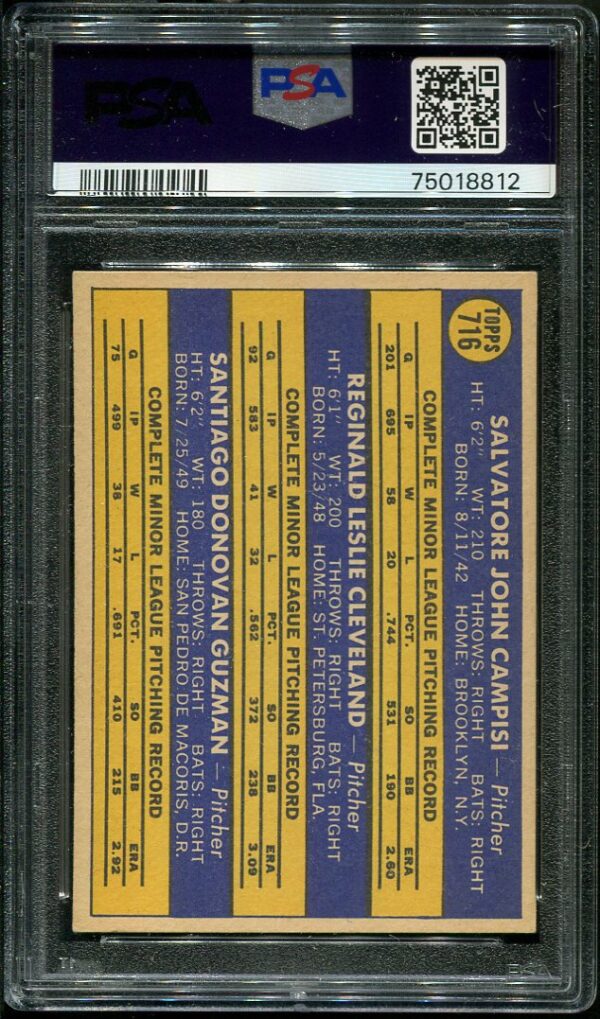 PSA
PSA
75018812
TOPPS
716
SALVATORE JOHN CAMPISI — Pitcher
HT: 6'2" WT: 210 THROWS: RIGHT BATS: RIGHT
BORN: 8/11/42 HOME: BROOKLYN, N.Y.
COMPLETE MINOR LEAGUE PITCHING RECORD
G IP W L PCT. SO BB ERA
201 695 58 20 .744 531 190 2.60
REGINALD LESLIE CLEVELAND — Pitcher
HT: 6'1" WT: 200 THROWS: RIGHT BATS: RIGHT
BORN: 5/23/48 HOME: ST. PETERSBURG, FLA.
COMPLETE MINOR LEAGUE PITCHING RECORD
G IP W L PCT. SO BB ERA
92 583 41 32 .562 372 238 3.09
SANTIAGO DONOVAN GUZMAN — Pitcher
HT: 6'2" WT: 180 THROWS: RIGHT BATS: RIGHT
BORN: 7/25/49 HOME: SAN PEDRO DE MACORIS, D.R.
COMPLETE MINOR LEAGUE PITCHING RECORD
G IP W L PCT. SO BB ERA
75 499 38 17 .691 410 215 2.92